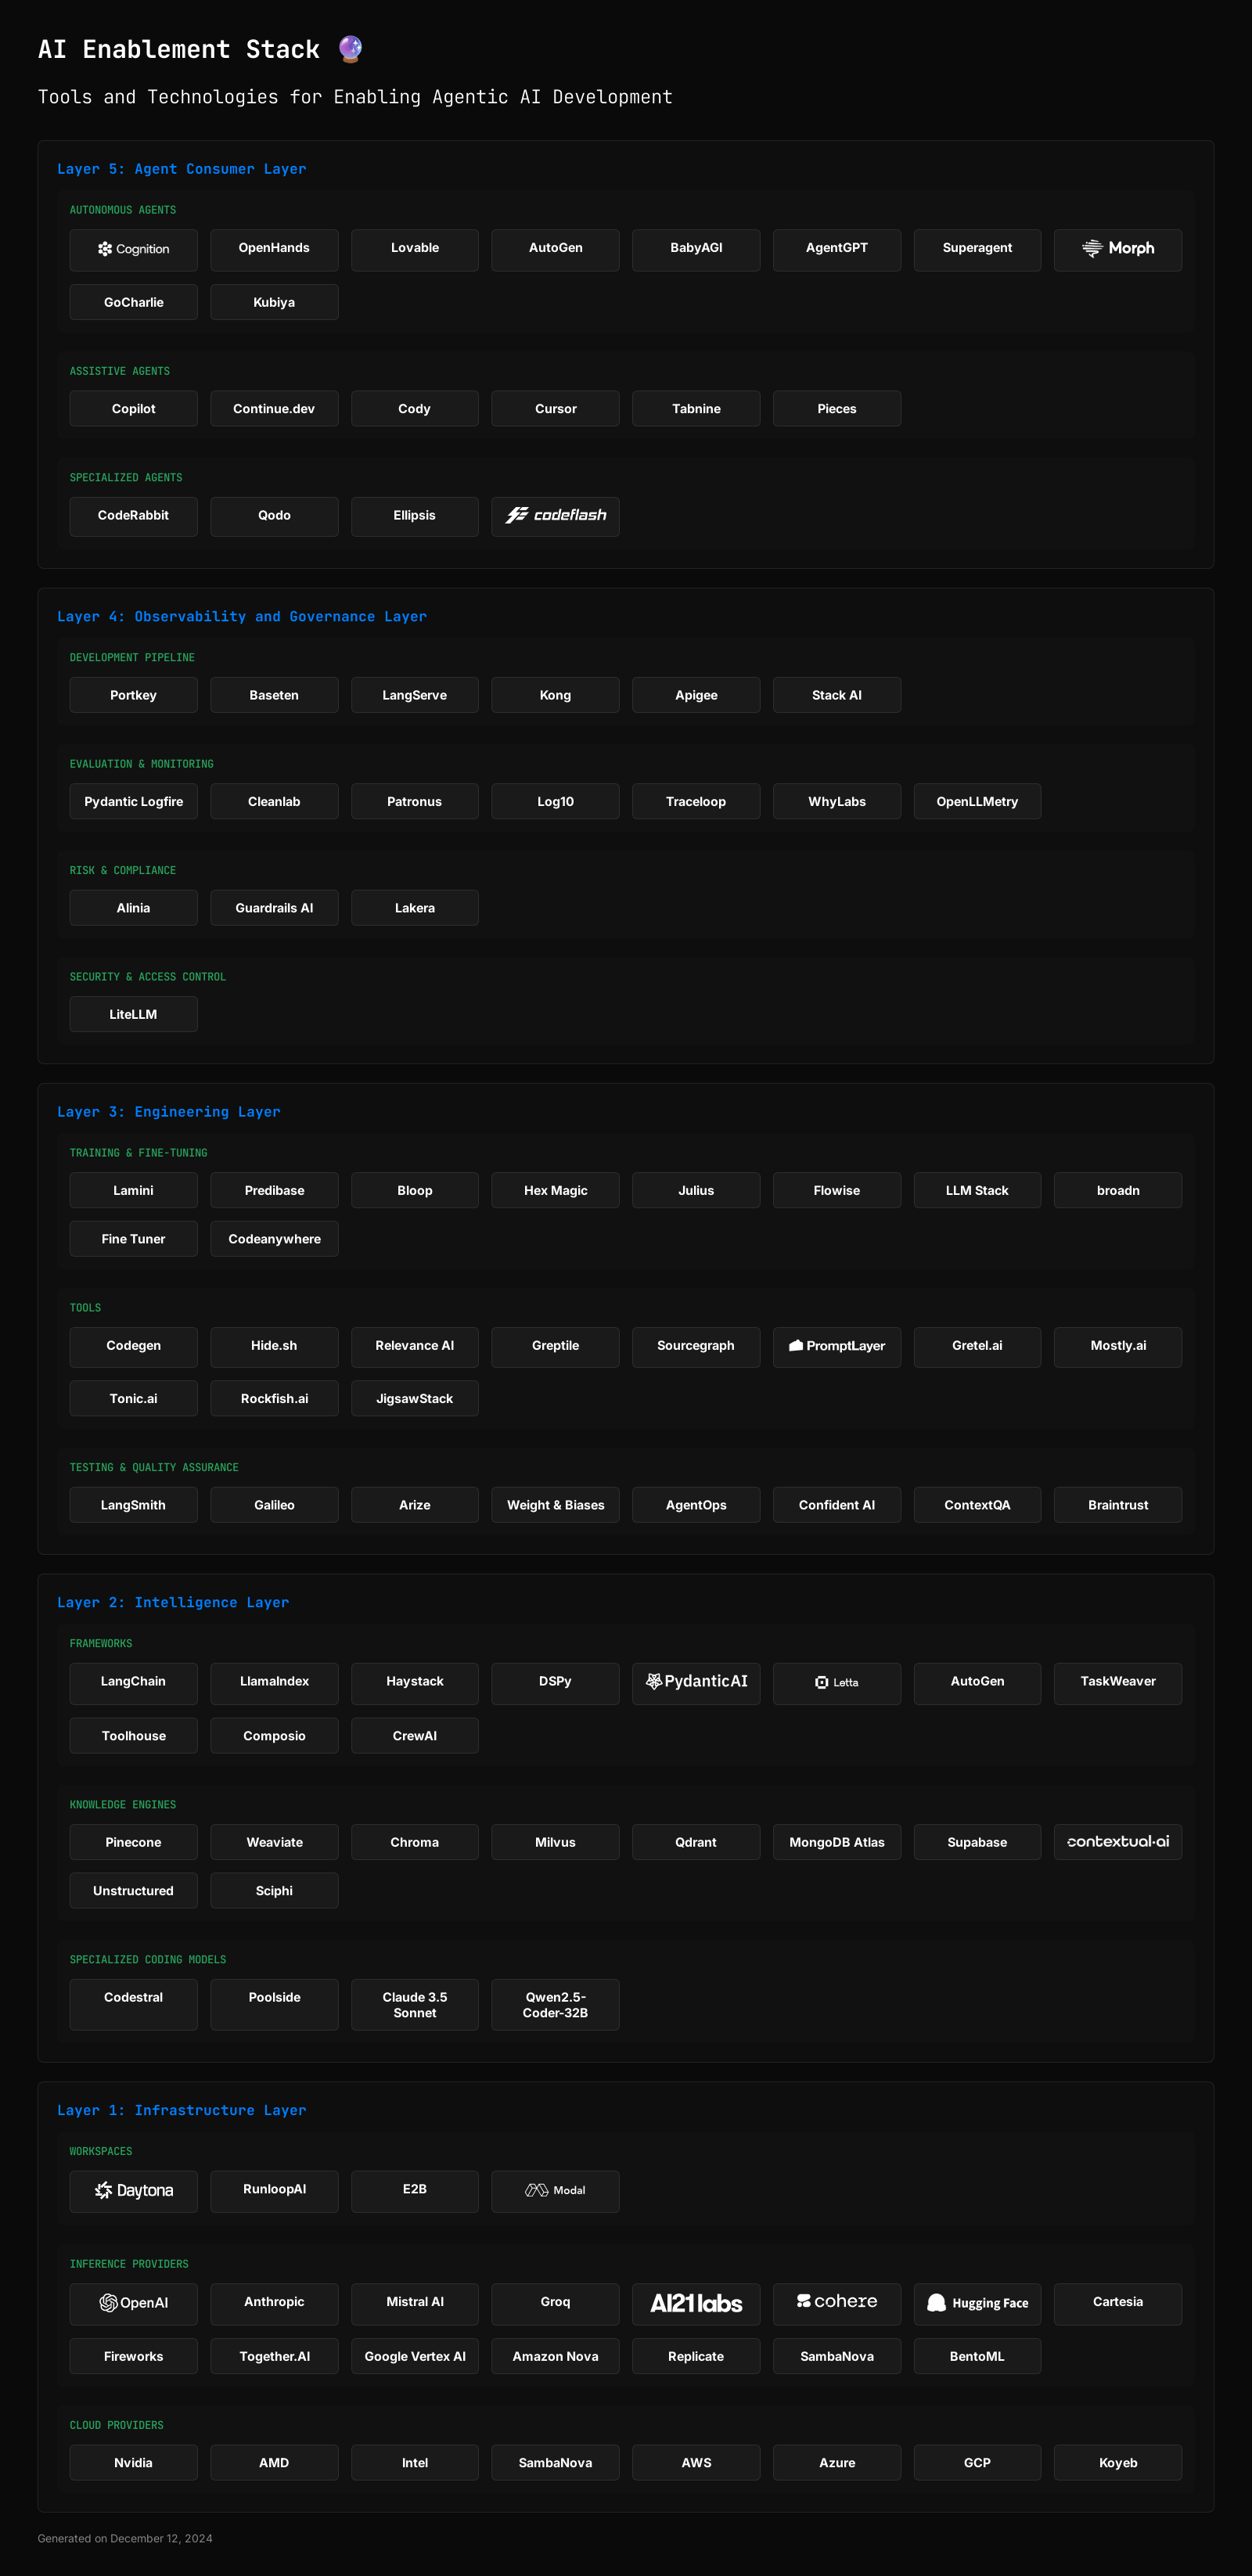 AI Enablement Stack 🔮
Tools and Technologies for Enabling Agentic AI Development
Layer 5: Agent Consumer Layer
AUTONOMOUS AGENTS
Cognition OpenHands Lovable AutoGen BabyAGI AgentGPT Superagent Morph
GoCharlie Kubiya
ASSISTIVE AGENTS
Copilot Continue.dev Cody Cursor Tabnine Pieces
SPECIALIZED AGENTS
CodeRabbit Qodo Ellipsis codeflash
Layer 4: Observability and Governance Layer
DEVELOPMENT PIPELINE
Portkey Baseten LangServe Kong Apigee Stack AI
EVALUATION & MONITORING
Pydantic Logfire Cleanlab Patronus Log10 Traceloop WhyLabs OpenLLMetry
RISK & COMPLIANCE
Alinia Guardrails AI Lakera
SECURITY & ACCESS CONTROL
LiteLLM
Layer 3: Engineering Layer
TRAINING & FINE-TUNING
Lamini Predibase Bloop Hex Magic Julius Flowise LLM Stack broadn
Fine Tuner Codeanywhere
TOOLS
Codegen Hide.sh Relevance AI Greptile Sourcegraph PromptLayer Gretel.ai Mostly.ai
Tonic.ai Rockfish.ai JigsawStack
TESTING & QUALITY ASSURANCE
LangSmith Galileo Arize Weight & Biases AgentOps Confident AI ContextQA Braintrust
Layer 2: Intelligence Layer
FRAMEWORKS
LangChain LlamaIndex Haystack DSPy PydanticAI Letta AutoGen TaskWeaver
Toolhouse Composio CrewAI
KNOWLEDGE ENGINES
Pinecone Weaviate Chroma Milvus Qdrant MongoDB Atlas Supabase contextual·ai
Unstructured Sciphi
SPECIALIZED CODING MODELS
Codestral Poolside Claude 3.5 Sonnet Qwen2.5-Coder-32B
Layer 1: Infrastructure Layer
WORKSPACES
Daytona RunloopAI E2B Modal
INFERENCE PROVIDERS
OpenAI Anthropic Mistral AI Groq AI21labs cohere Hugging Face Cartesia
Fireworks Together.AI Google Vertex AI Amazon Nova Replicate SambaNova BentoML
CLOUD PROVIDERS
Nvidia AMD Intel SambaNova AWS Azure GCP Koyeb
Generated on December 12, 2024